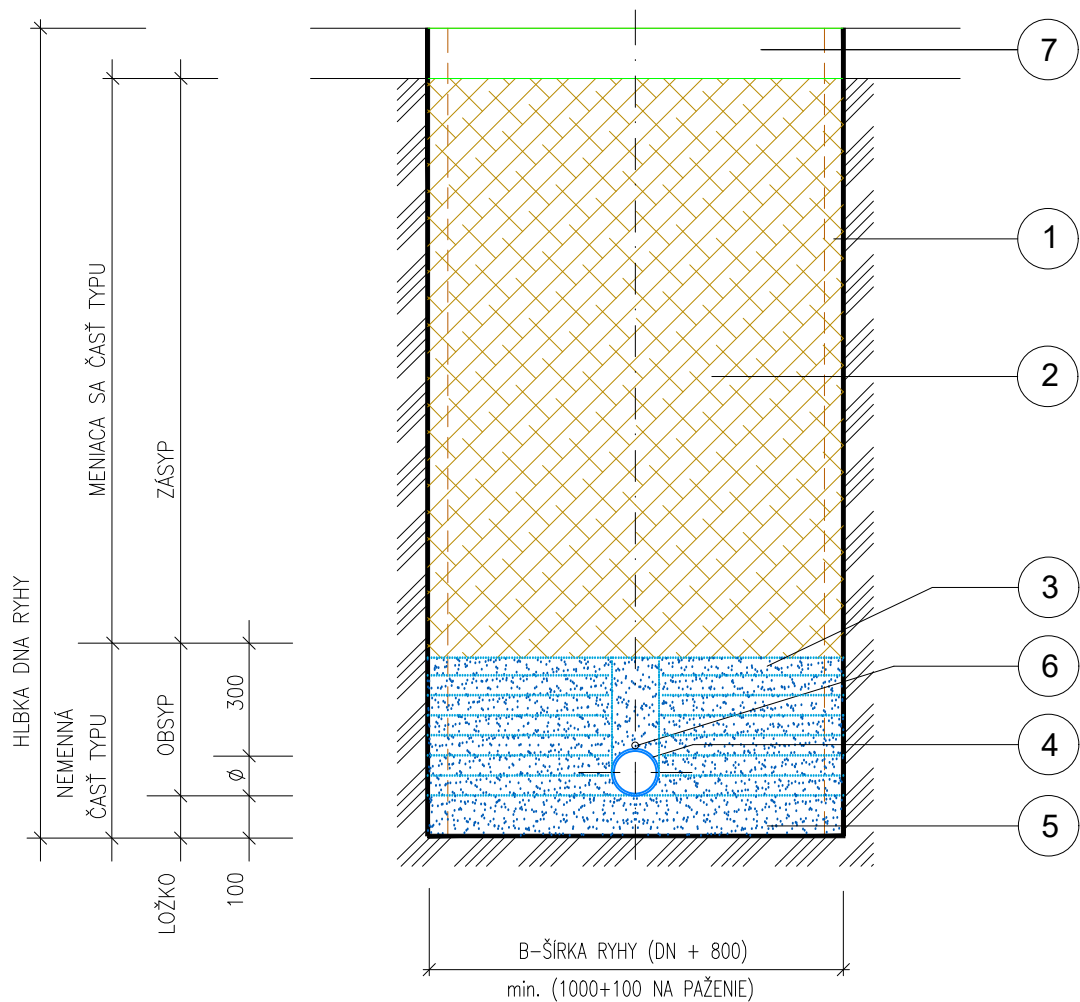 7
1
2
3
6
4
5
HLBKA DNA RYHY
MENIACA SA ČASŤ TYPU
ZÁSYP
NEMENNÁ
ČASŤ TYPU
OBSYP
300
Ø
LOŽKO
100
B-ŠÍRKA RYHY (DN + 800)
min. (1000+100 NA PAŽENIE)